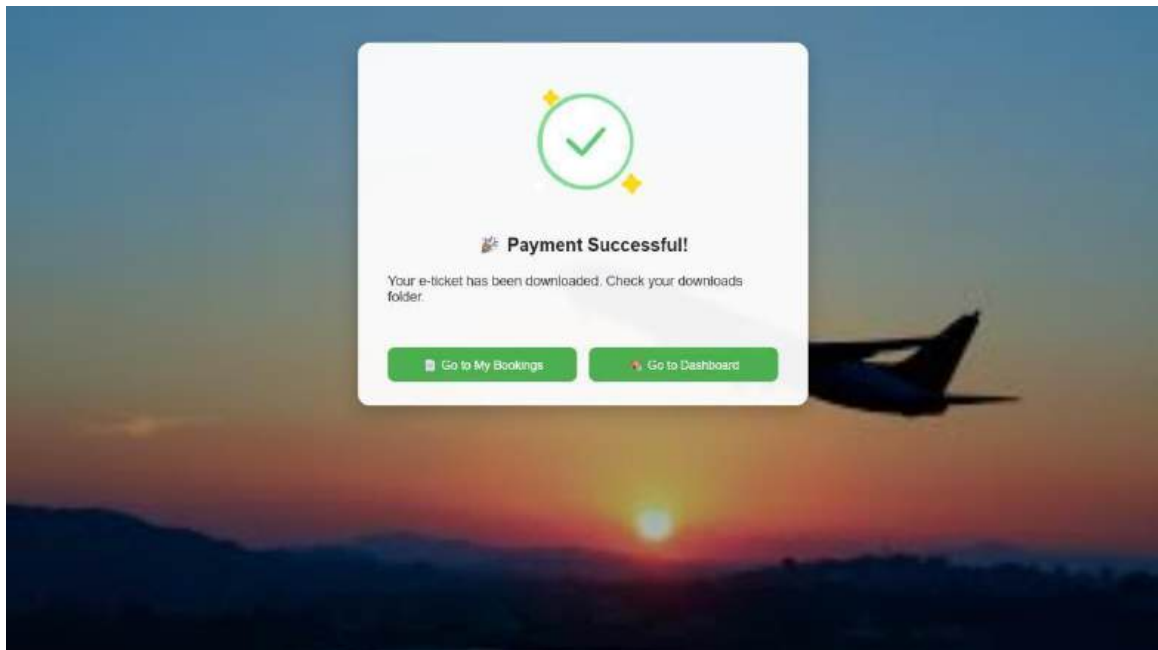 🎉 Payment Successful!
Your e-ticket has been downloaded. Check your downloads
folder.
Go to My Bookings
Go to Dashboard